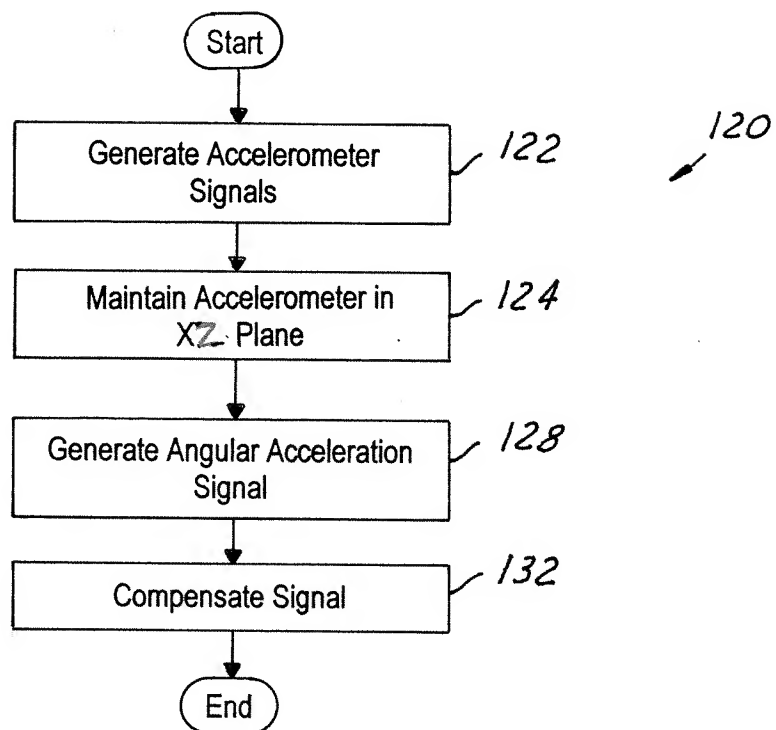 Start
120
Generate Accelerometer
Signals
122
Maintain Accelerometer in
XZ Plane
124
Generate Angular Acceleration
Signal
128
Compensate Signal
132
End